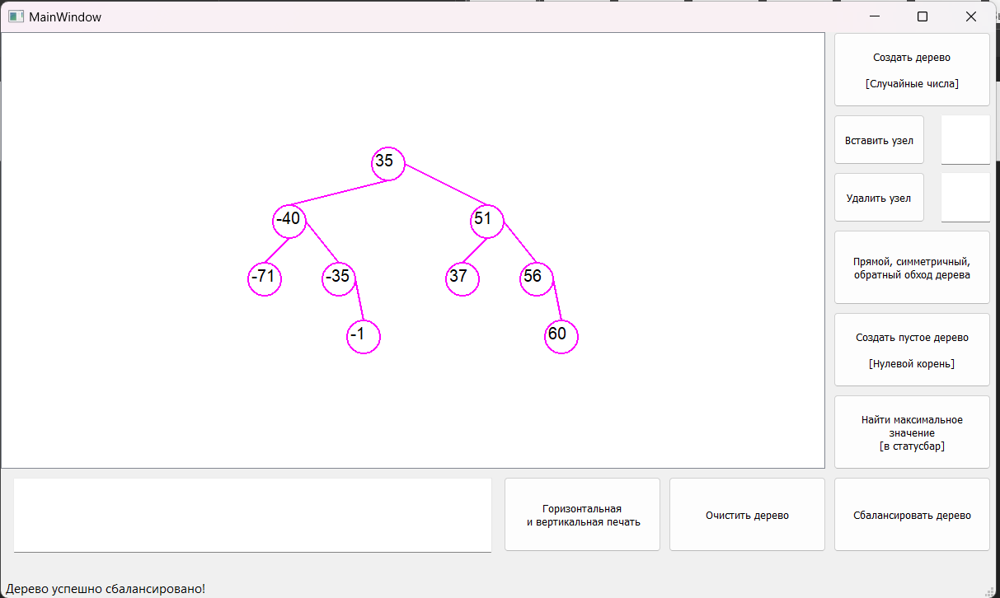 MainWindow
35
-40
51
-71
-35
37
56
-1
60
Создать дерево
[Случайные числа]
Вставить узел
Удалить узел
Прямой, симметричный,
обратный обход дерева
Создать пустое дерево
[Нулевой корень]
Найти максимальное
значение
[в статусбар]
Горизонтальная
и вертикальная печать
Очистить дерево
Сбалансировать дерево
Дерево успешно сбалансировано!